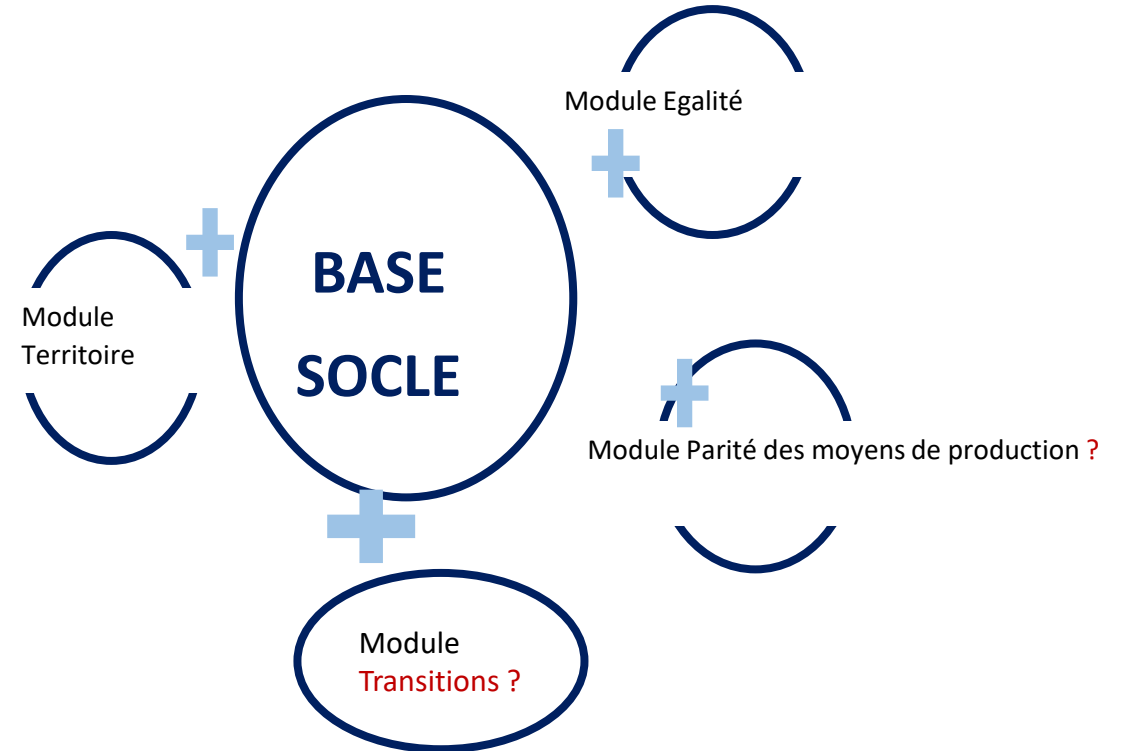 Module Egalité
BASE
SOCLE
Module
Territoire
Module Parité des moyens de production ?
Module
Transitions ?